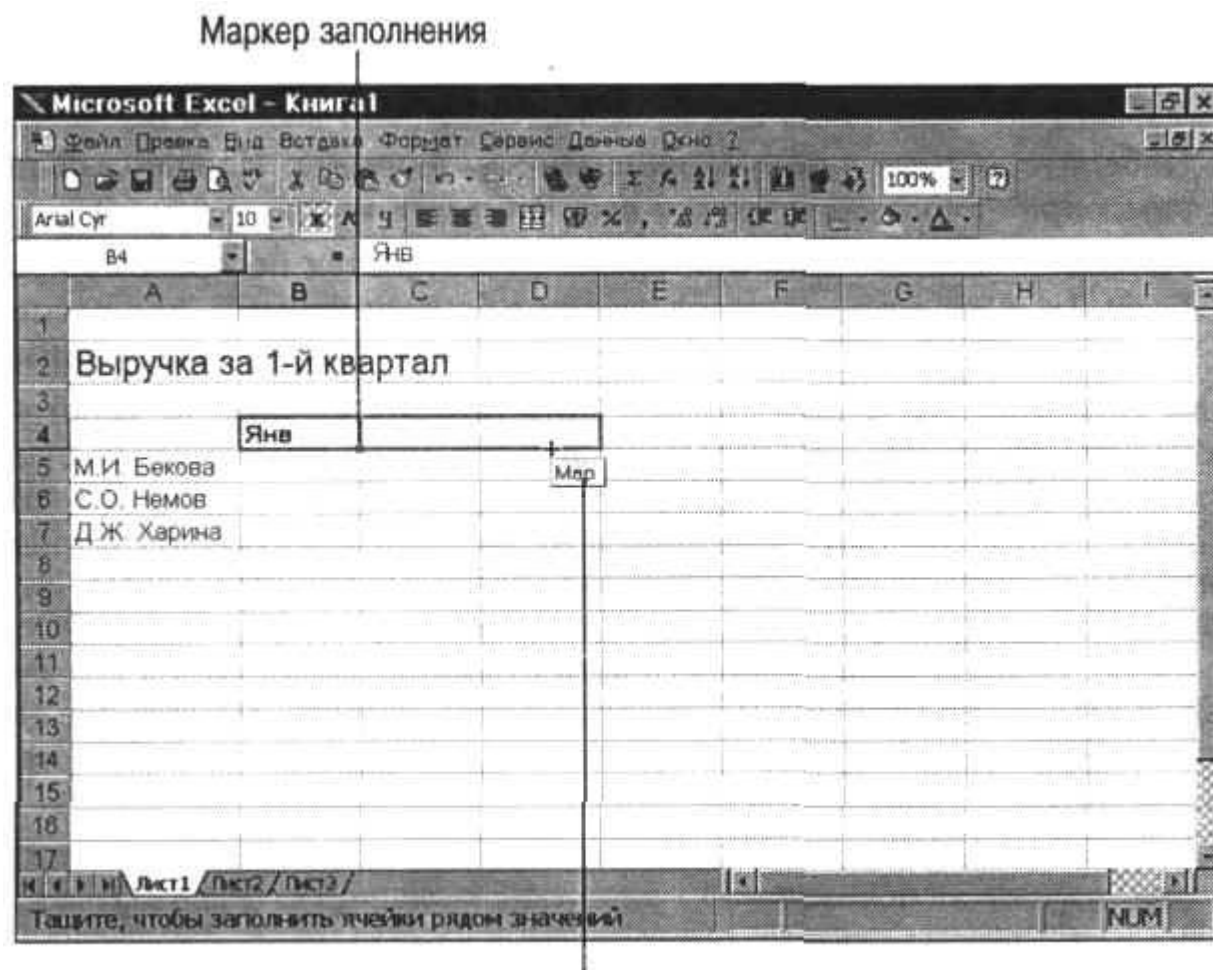 Маркер заполнения
Microsoft Excel - Книга1
Файл Правка Вид Вставка Формат Сервис Данные Окно ?
100%
Arial Cyr 10 Ж К Ч
B4 = Янв
A B C D E F G H I
1
2 Выручка за 1-й квартал
3
4 Янв
5 М.И. Бекова Мар
6 С.О. Немов
7 Д.Ж. Харина
8
9
10
11
12
13
14
15
16
17
Лист1 Лист2 Лист3
Тащите, чтобы заполнить ячейки рядом значений NUM